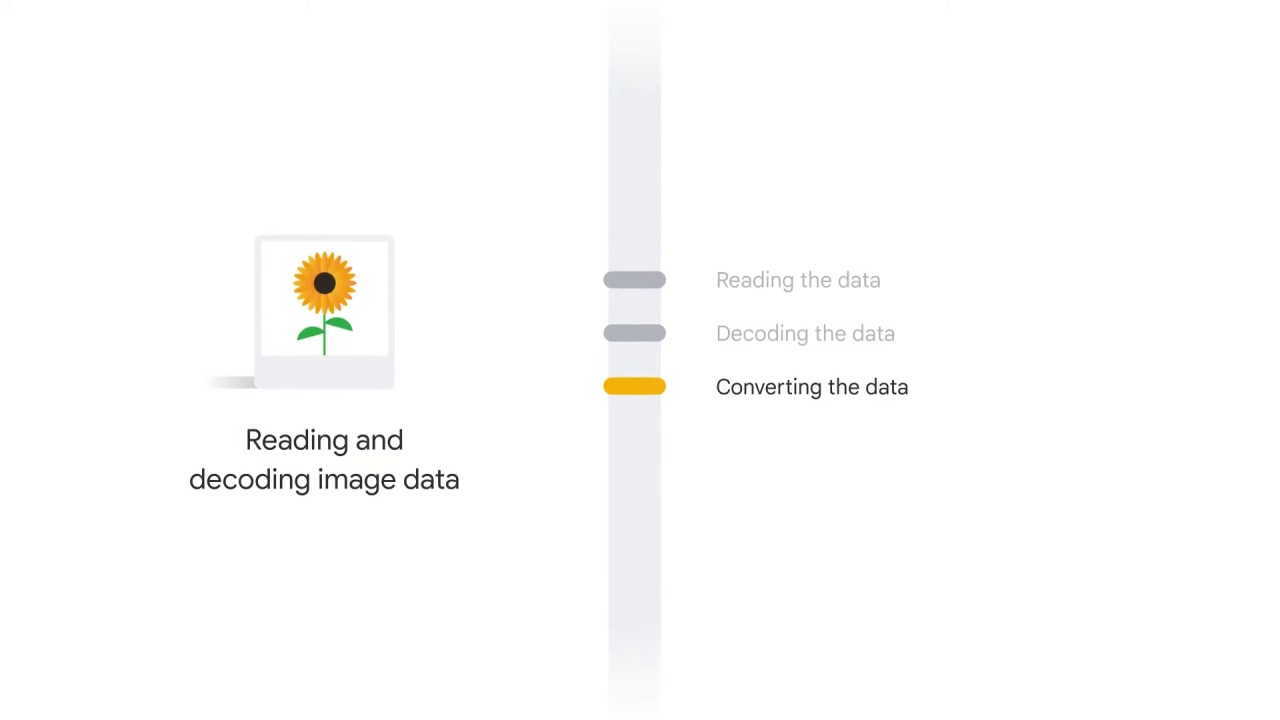 Reading and
decoding image data
Reading the data
Decoding the data
Converting the data